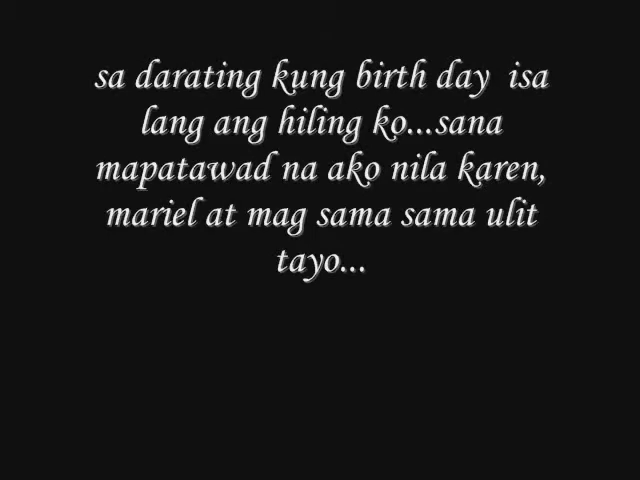 sa darating kung birth day  isa
lang ang hiling ko...sana
mapatawad na ako nila karen,
mariel at mag sama sama ulit
tayo...